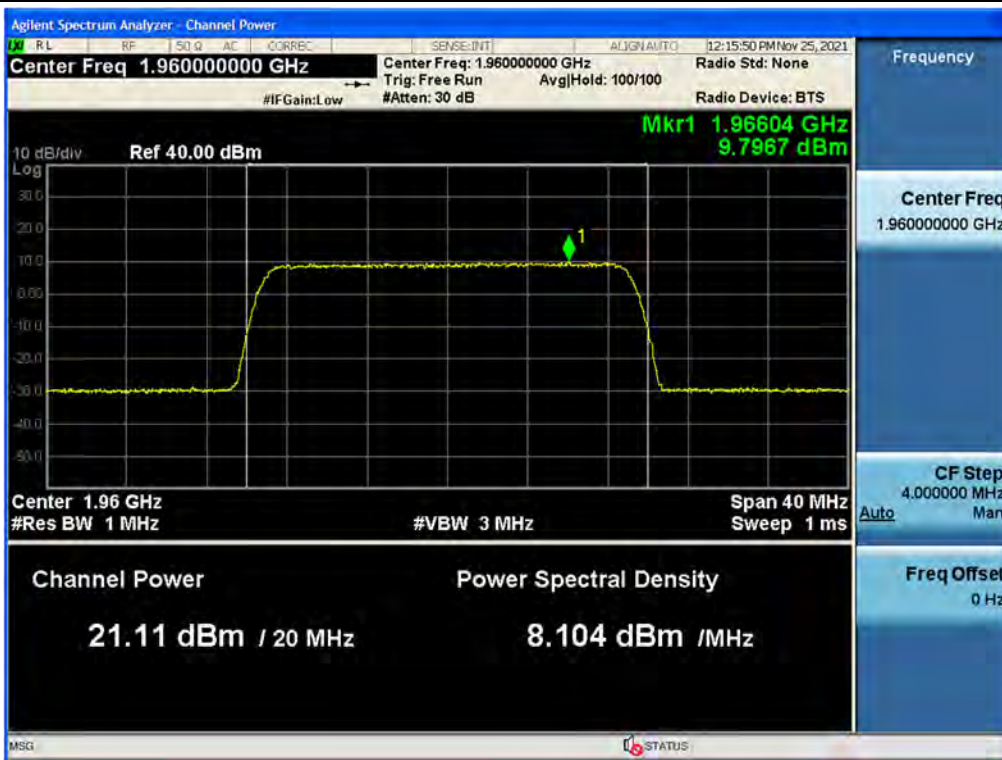 Agilent Spectrum Analyzer - Channel Power
LXI RL RF 50 Ω AC CORREC SENSE:INT ALIGN AUTO 12:15:50 PM Nov 25, 2021
Center Freq 1.960000000 GHz
Center Freq: 1.960000000 GHz
Radio Std: None
Trig: Free Run Avg|Hold: 100/100
#IFGain:Low #Atten: 30 dB Radio Device: BTS
Mkr1 1.96604 GHz
9.7967 dBm
10 dB/div Ref 40.00 dBm
Log
30.0
20.0
10.0
0.00
-10.0
-20.0
-30.0
-40.0
-50.0
1
Center 1.96 GHz Span 40 MHz
#Res BW 1 MHz #VBW 3 MHz Sweep 1 ms
Channel Power
Power Spectral Density
21.11 dBm / 20 MHz
8.104 dBm /MHz
MSG STATUS
Frequency
Center Freq
1.960000000 GHz
CF Step
4.000000 MHz
Auto Man
Freq Offset
0 Hz